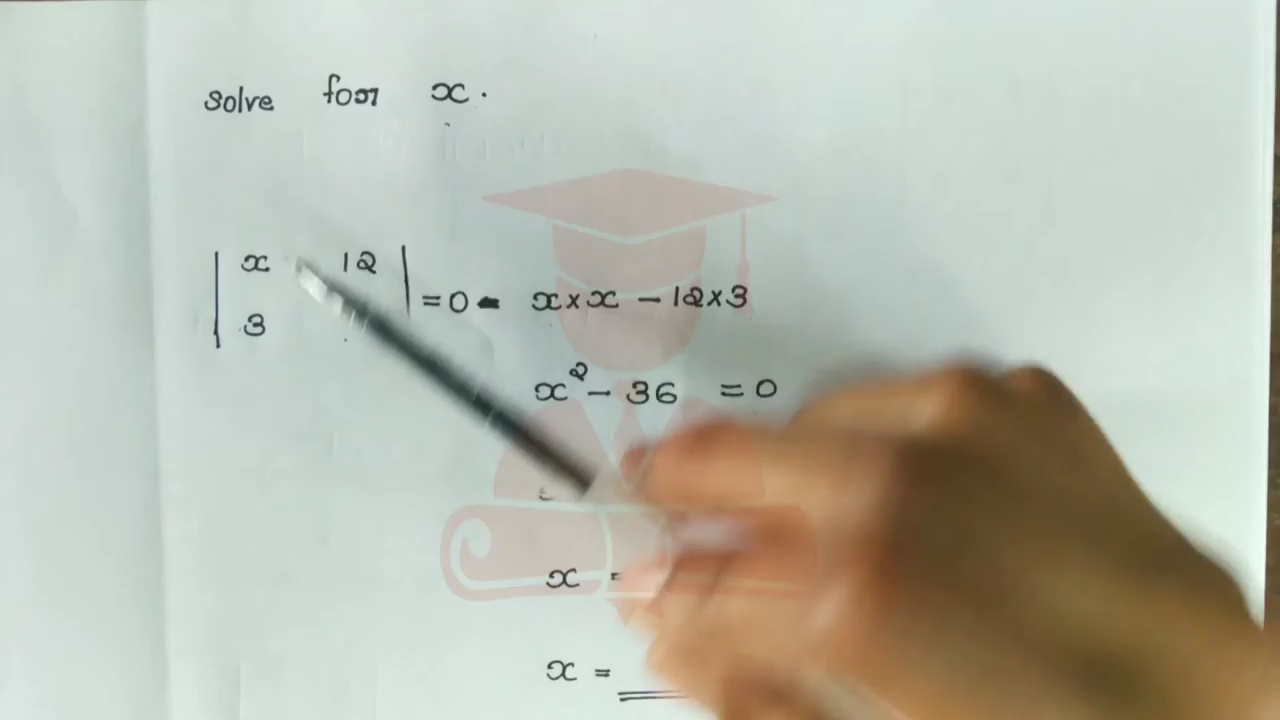 solve for x.
| x 12 |
| 3
= 0 - x × x - 12 × 3
x² - 36 = 0
x =
x =